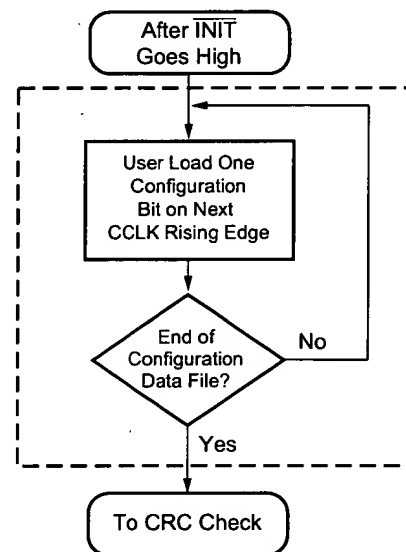 After INIT
Goes High
User Load One
Configuration
Bit on Next
CCLK Rising Edge
End of
Configuration
Data File?
No
Yes
To CRC Check